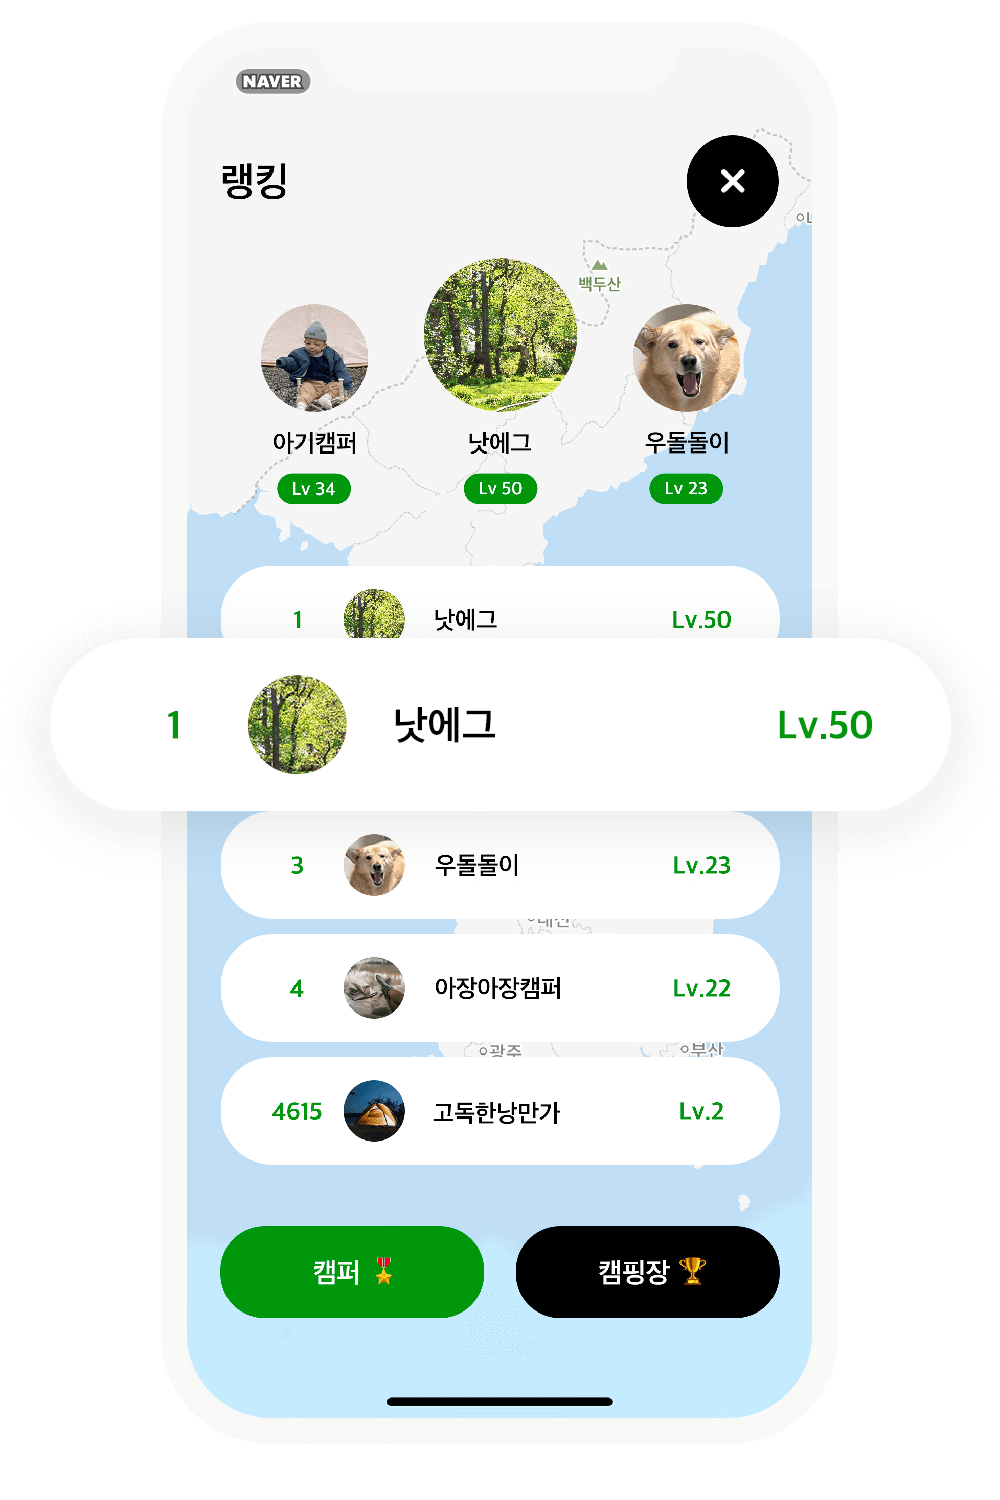 NAVER
랭킹
백두산
아기캠퍼
낫에그
우돌돌이
Lv 34
Lv 50
Lv 23
1 낫에그 Lv.50
1 낫에그 Lv.50
3 우돌돌이 Lv.23
4 아장아장캠퍼 Lv.22
광주
부산
4615 고독한낭만가 Lv.2
캠퍼
캠핑장